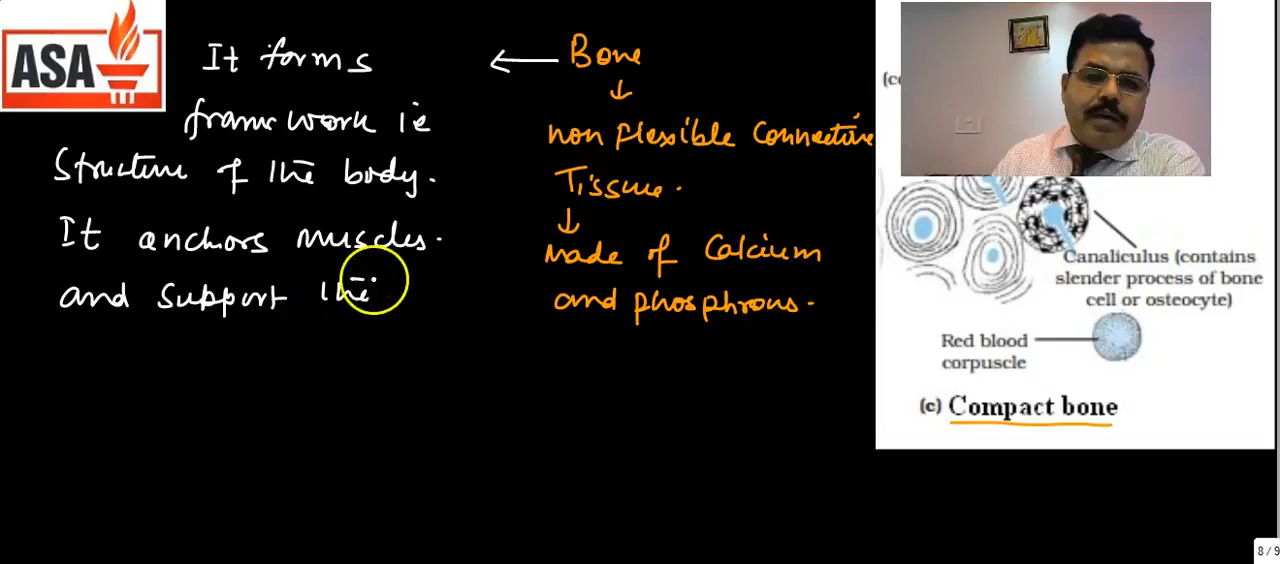 ASA
It forms
framework ie
Structure of the body.
It anchors muscles.
and support the
Bone
non flexible Connective
Tissue.
Made of Calcium
and phosphrous.
(c
Canaliculus (contains
slender process of bone
cell or osteocyte)
Red blood
corpuscle
(c) Compact bone
8 / 9